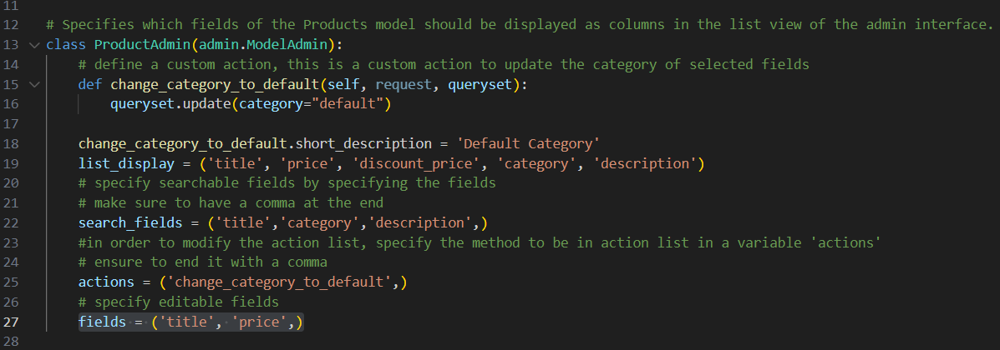 11
12 # Specifies which fields of the Products model should be displayed as columns in the list view of the admin interface.
13 class ProductAdmin(admin.ModelAdmin):
14     # define a custom action, this is a custom action to update the category of selected fields
15     def change_category_to_default(self, request, queryset):
16         queryset.update(category="default")
17
18     change_category_to_default.short_description = 'Default Category'
19     list_display = ('title', 'price', 'discount_price', 'category', 'description')
20     # specify searchable fields by specifying the fields
21     # make sure to have a comma at the end
22     search_fields = ('title','category','description',)
23     #in order to modify the action list, specify the method to be in action list in a variable 'actions'
24     # ensure to end it with a comma
25     actions = ('change_category_to_default',)
26     # specify editable fields
27     fields = ('title', 'price',)
28